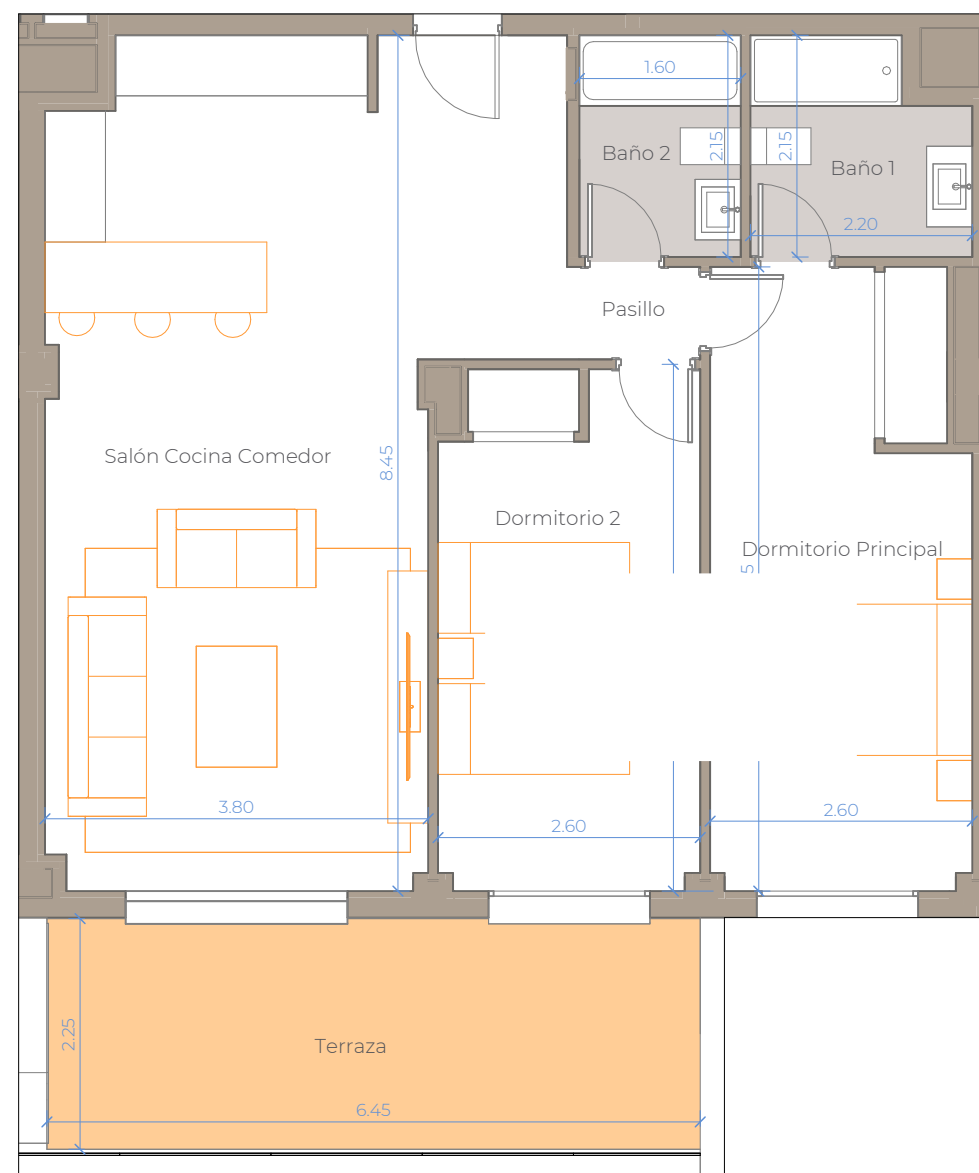 1.60
2.15
2.15
Baño 2
Baño 1
2.20
Pasillo
Salón Cocina Comedor
8.45
Dormitorio 2
Dormitorio Principal
5
3.80
2.60
2.60
2.25
Terraza
6.45